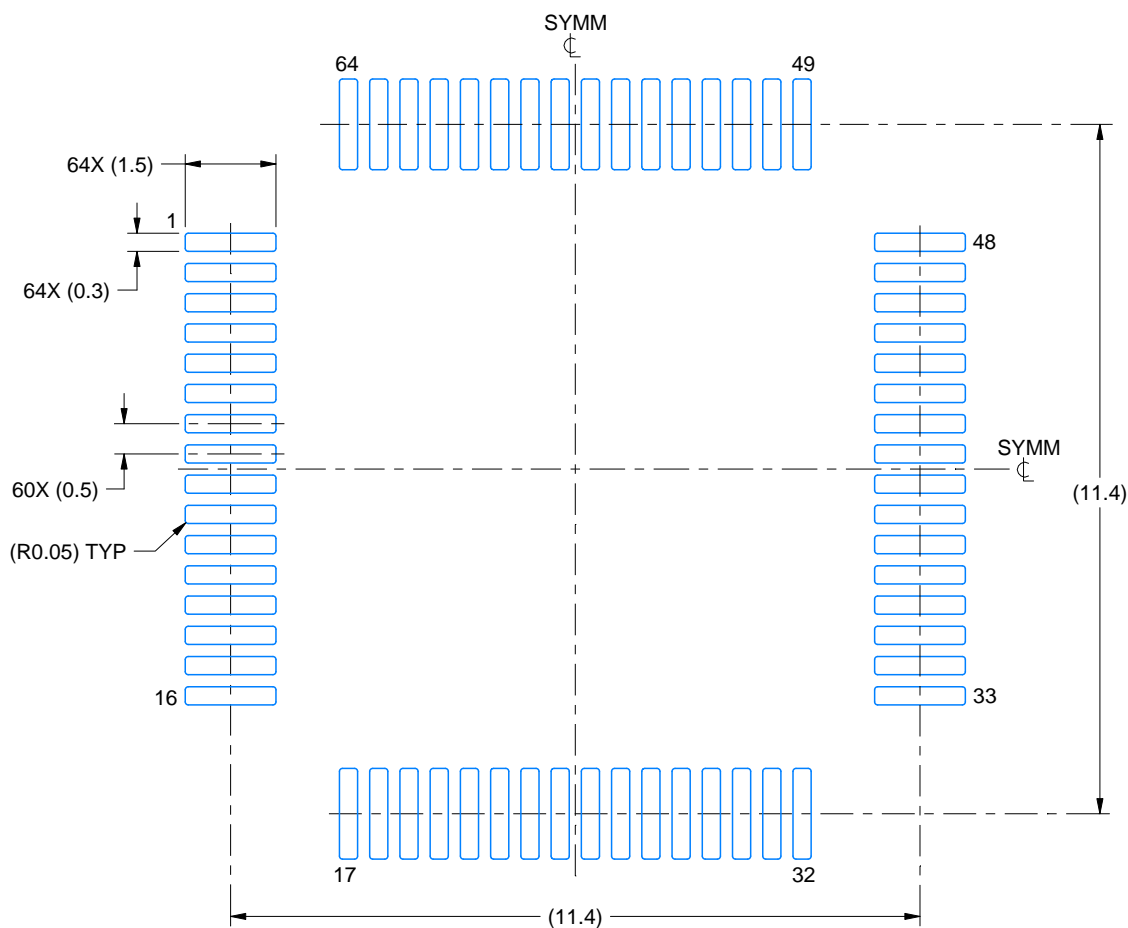 SYMM
64
49
64X (1.5)
1
48
64X (0.3)
SYMM
60X (0.5)
(11.4)
(R0.05) TYP
16
33
17
32
(11.4)